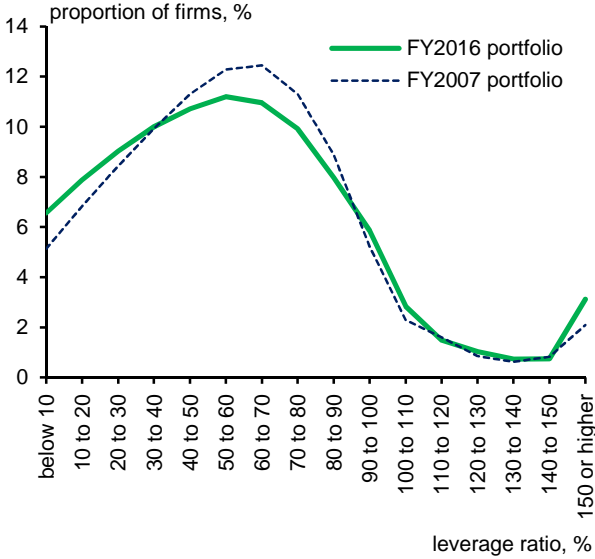 proportion of firms, %
14
12
10
8
6
4
2
0
FY2016 portfolio
FY2007 portfolio
below 10
10 to 20
20 to 30
30 to 40
40 to 50
50 to 60
60 to 70
70 to 80
80 to 90
90 to 100
100 to 110
110 to 120
120 to 130
130 to 140
140 to 150
150 or higher
leverage ratio, %